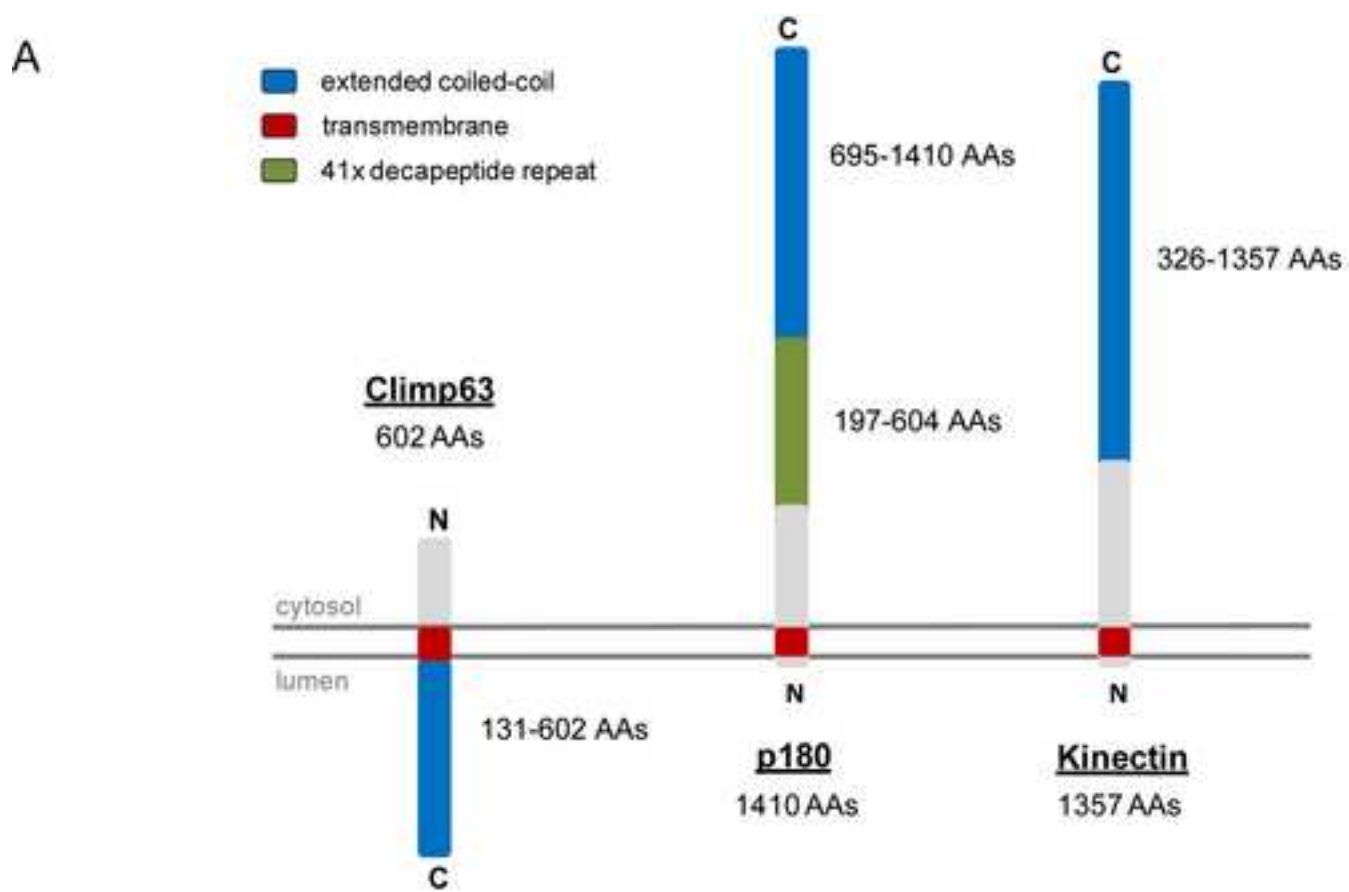 A
extended coiled-coil
transmembrane
41x decapeptide repeat
Climp63
602 AAs
N
131-602 AAs
C
C
695-1410 AAs
197-604 AAs
N
p180
1410 AAs
C
326-1357 AAs
N
Kinectin
1357 AAs
cytosol
lumen